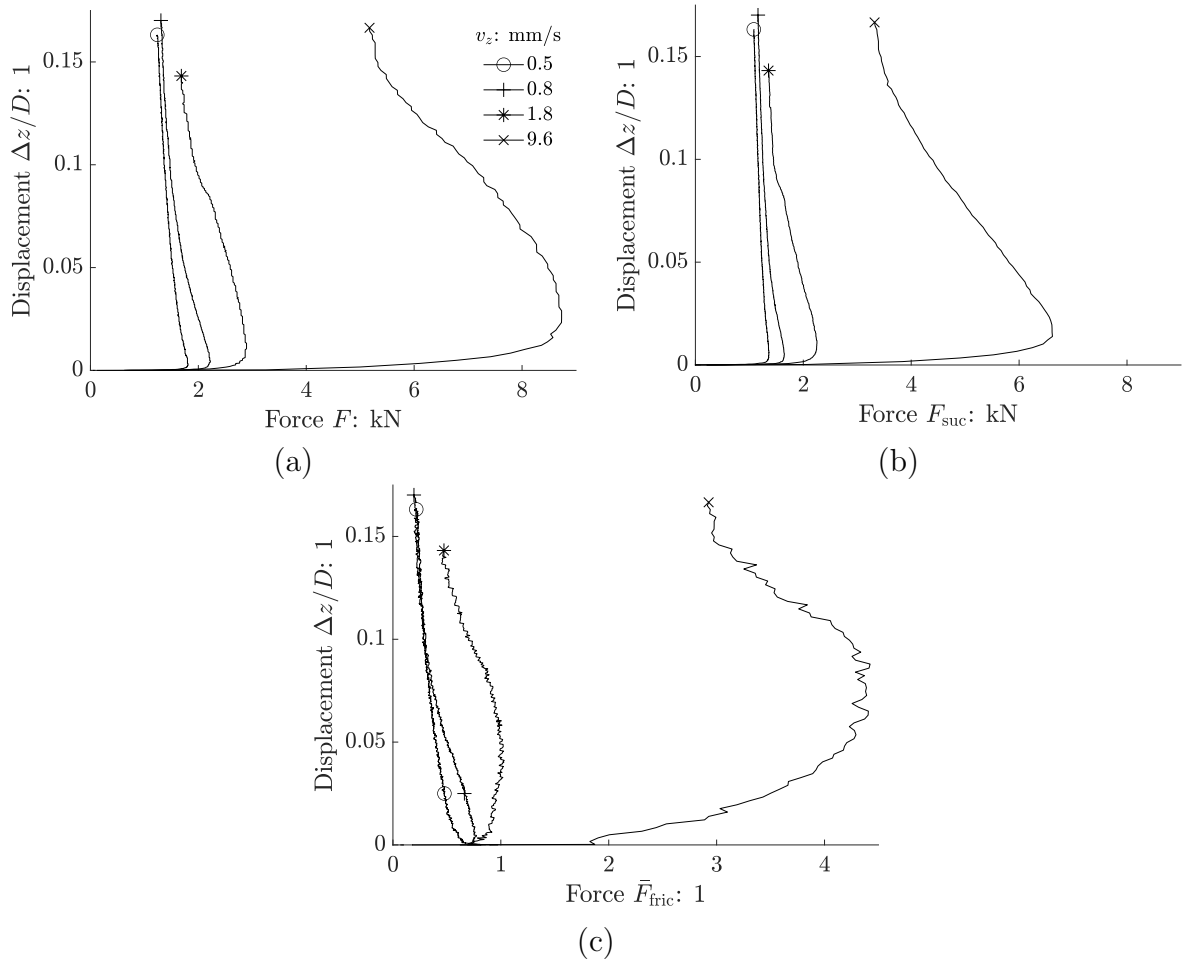 0.15
0.1
0.05
0
0 2 4 6 8
Displacement Δz/D: 1
Force F: kN
v_z: mm/s
0.5
0.8
1.8
9.6
(a)
0.15
0.1
0.05
0
0 2 4 6 8
Displacement Δz/D: 1
Force F_suc: kN
(b)
0.15
0.1
0.05
0
0 1 2 3 4
Displacement Δz/D: 1
Force F̄_fric: 1
(c)